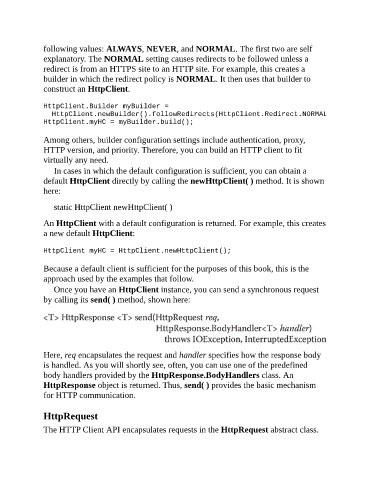 following values: ALWAYS, NEVER, and NORMAL. The first two are self
explanatory. The NORMAL setting causes redirects to be followed unless a
redirect is from an HTTPS site to an HTTP site. For example, this creates a
builder in which the redirect policy is NORMAL. It then uses that builder to
construct an HttpClient.
HttpClient.Builder myBuilder =
HttpClient.newBuilder().followRedirects(HttpClient.Redirect.NORMAL
HttpClient.myHC = myBuilder.build();
Among others, builder configuration settings include authentication, proxy,
HTTP version, and priority. Therefore, you can build an HTTP client to fit
virtually any need.
In cases in which the default configuration is sufficient, you can obtain a
default HttpClient directly by calling the newHttpClient( ) method. It is shown
here:
static HttpClient newHttpClient( )
An HttpClient with a default configuration is returned. For example, this creates
a new default HttpClient:
HttpClient myHC = HttpClient.newHttpClient();
Because a default client is sufficient for the purposes of this book, this is the
approach used by the examples that follow.
Once you have an HttpClient instance, you can send a synchronous request
by calling its send( ) method, shown here:
<T> HttpResponse <T> send(HttpRequest req,
HttpResponse.BodyHandler<T> handler)
throws IOException, InterruptedException
Here, req encapsulates the request and handler specifies how the response body
is handled. As you will shortly see, often, you can use one of the predefined
body handlers provided by the HttpResponse.BodyHandlers class. An
HttpResponse object is returned. Thus, send( ) provides the basic mechanism
for HTTP communication.
HttpRequest
The HTTP Client API encapsulates requests in the HttpRequest abstract class.